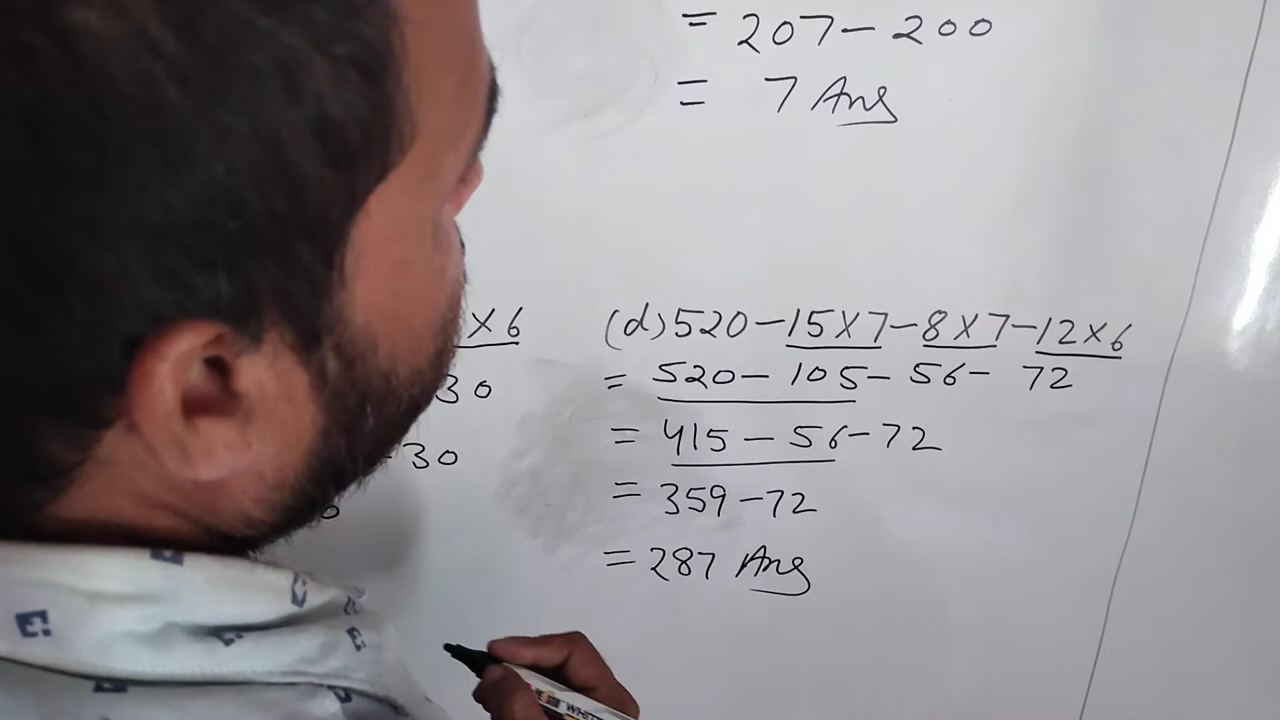 = 207 - 200
= 7 Ans
× 6
30
- 30
0
(d) 520 - 15 × 7 - 8 × 7 - 12 × 6
= 520 - 105 - 56 - 72
= 415 - 56 - 72
= 359 - 72
= 287 Ans